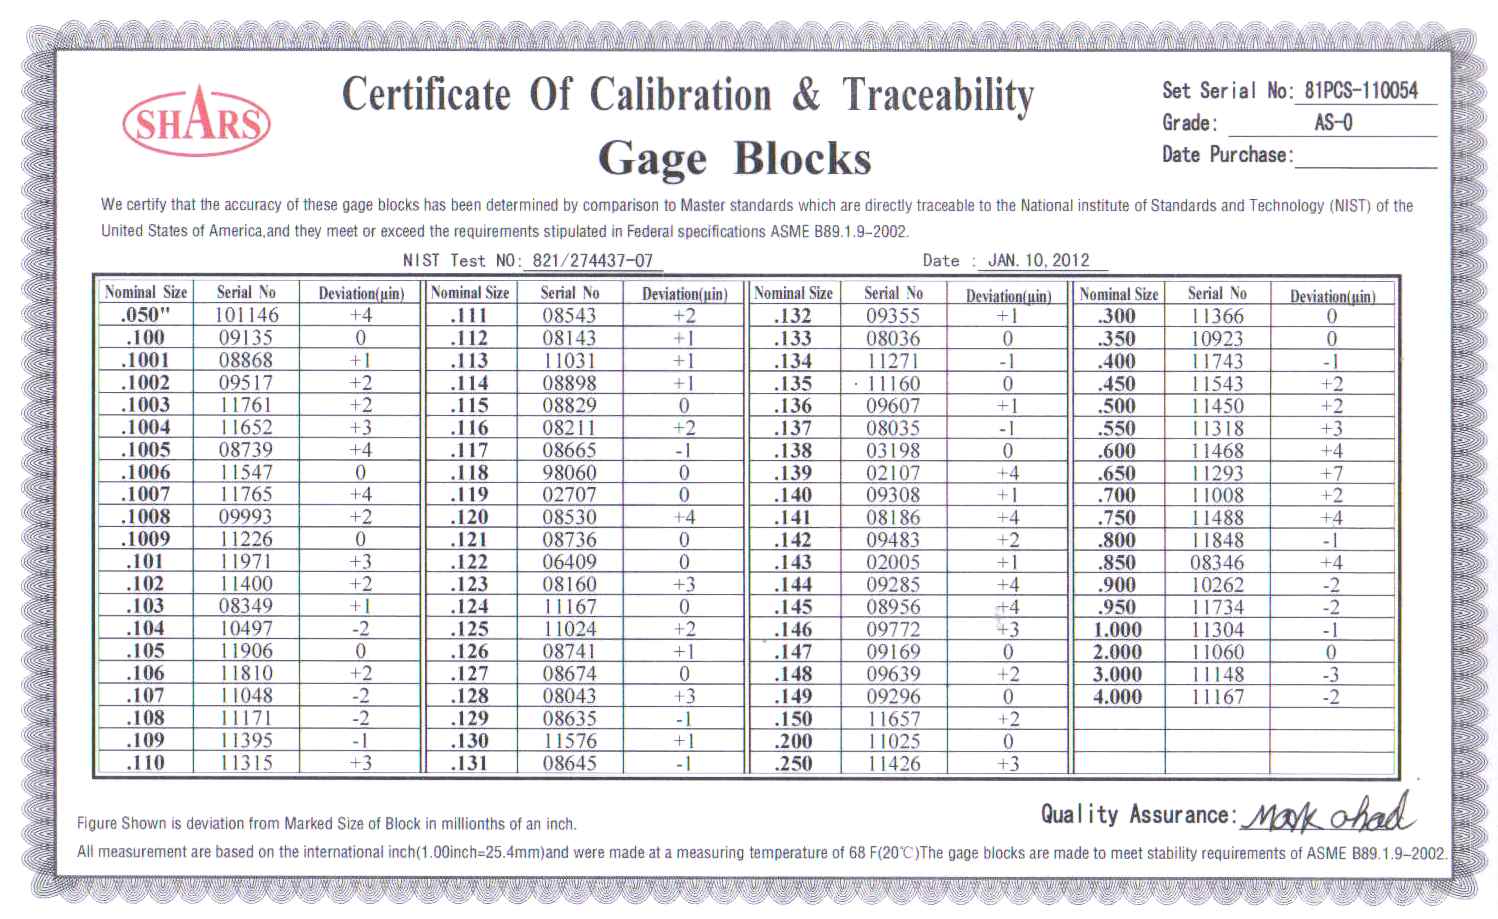 SHARS
Certificate Of Calibration & Traceability
Gage Blocks
Set Serial No: 81PCS-110054
Grade: AS-0
Date Purchase:
We certify that the accuracy of these gage blocks has been determined by comparison to Master standards which are directly traceable to the National institute of Standards and Technology (NIST) of the
United States of America,and they meet or exceed the requirements stipulated in Federal specifications ASME B89.1.9-2002.
NIST Test NO: 821/274437-07 Date : JAN. 10, 2012
Nominal Size Serial No Deviation(µin) Nominal Size Serial No Deviation(µin) Nominal Size Serial No Deviation(µin) Nominal Size Serial No Deviation(µin)
.050" 101146 +4 .111 08543 +2 .132 09355 +1 .300 11366 0
.100 09135 0 .112 08143 +1 .133 08036 0 .350 10923 0
.1001 08868 +1 .113 11031 +1 .134 11271 -1 .400 11743 -1
.1002 09517 +2 .114 08898 +1 .135 11160 0 .450 11543 +2
.1003 11761 +2 .115 08829 0 .136 09607 +1 .500 11450 +2
.1004 11652 +3 .116 08211 +2 .137 08035 -1 .550 11318 +3
.1005 08739 +4 .117 08665 -1 .138 03198 0 .600 11468 +4
.1006 11547 0 .118 98060 0 .139 02107 +4 .650 11293 +7
.1007 11765 +4 .119 02707 0 .140 09308 +1 .700 11008 +2
.1008 09993 +2 .120 08530 +4 .141 08186 +4 .750 11488 +4
.1009 11226 0 .121 08736 0 .142 09483 +2 .800 11848 -1
.101 11971 +3 .122 06409 0 .143 02005 +1 .850 08346 +4
.102 11400 +2 .123 08160 +3 .144 09285 +4 .900 10262 -2
.103 08349 +1 .124 11167 0 .145 08956 +4 .950 11734 -2
.104 10497 -2 .125 11024 +2 .146 09772 +3 1.000 11304 -1
.105 11906 0 .126 08741 +1 .147 09169 0 2.000 11060 0
.106 11810 +2 .127 08674 0 .148 09639 +2 3.000 11148 -3
.107 11048 -2 .128 08043 +3 .149 09296 0 4.000 11167 -2
.108 11171 -2 .129 08635 -1 .150 11657 +2
.109 11395 -1 .130 11576 +1 .200 11025 0
.110 11315 +3 .131 08645 -1 .250 11426 +3
Quality Assurance: Mark
Figure Shown is deviation from Marked Size of Block in millionths of an inch.
All measurement are based on the international inch(1.00inch=25.4mm)and were made at a measuring temperature of 68 F(20℃)The gage blocks are made to meet stability requirements of ASME B89.1.9-2002.